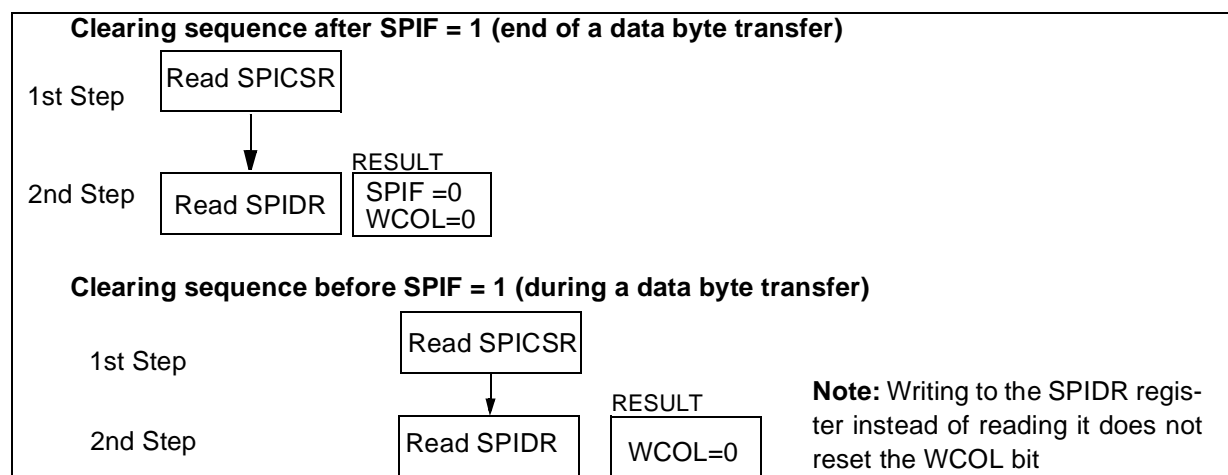 Clearing sequence after SPIF = 1 (end of a data byte transfer)
1st Step
Read SPICSR
RESULT
2nd Step
Read SPIDR
SPIF =0
WCOL=0
Clearing sequence before SPIF = 1 (during a data byte transfer)
1st Step
Read SPICSR
2nd Step
Read SPIDR
RESULT
WCOL=0
Note: Writing to the SPIDR regis-
ter instead of reading it does not
reset the WCOL bit